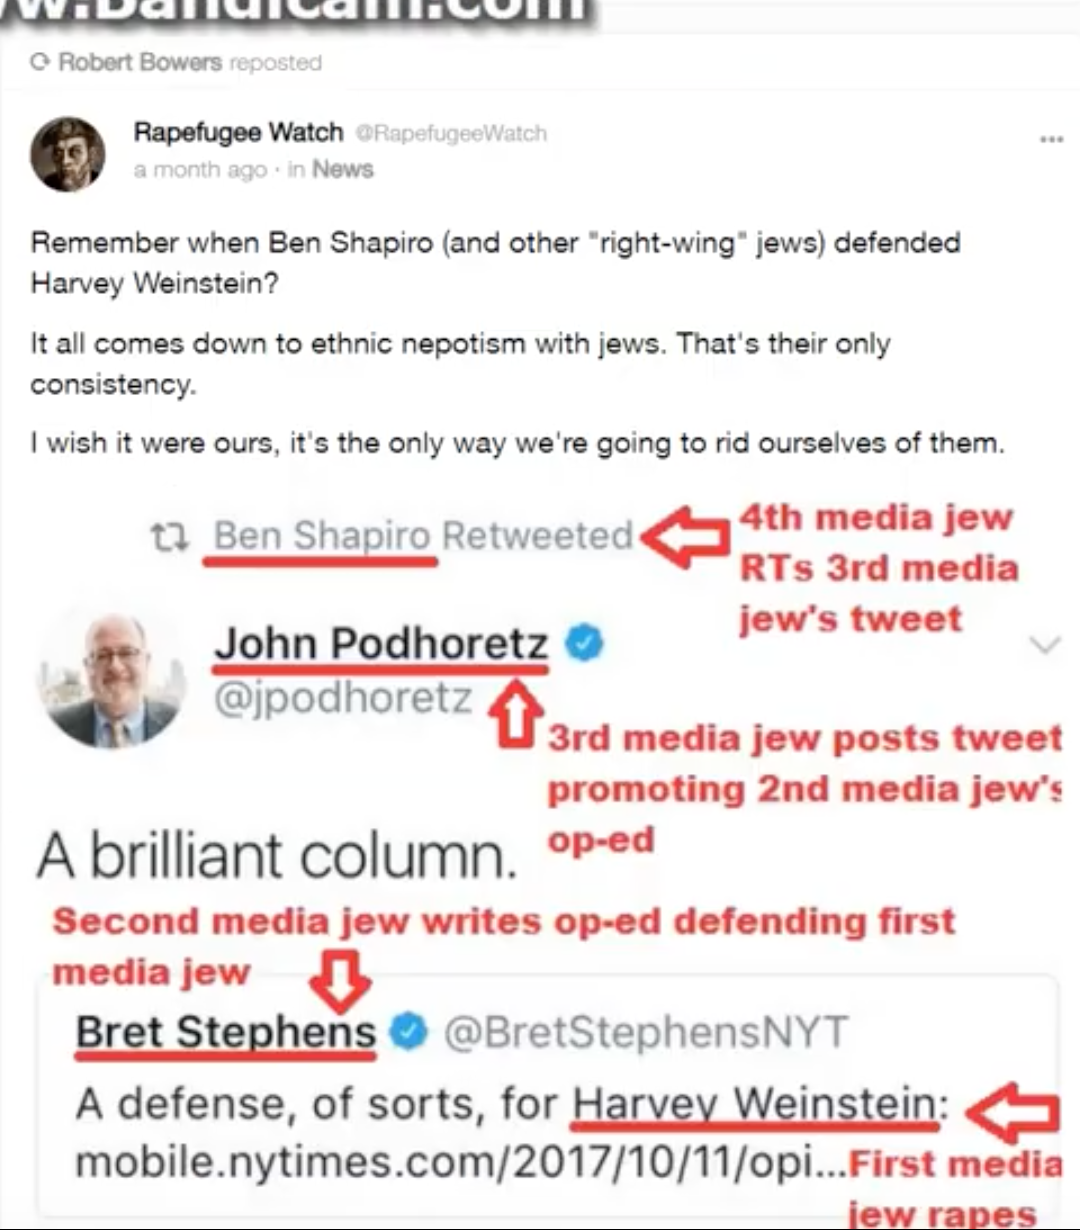 www.Bandicam.com
Robert Bowers reposted
Rapefugee Watch @RapefugeeWatch
a month ago · in News
Remember when Ben Shapiro (and other "right-wing" jews) defended
Harvey Weinstein?
It all comes down to ethnic nepotism with jews. That's their only
consistency.
I wish it were ours, it's the only way we're going to rid ourselves of them.
Ben Shapiro Retweeted
4th media jew
RTs 3rd media
jew's tweet
John Podhoretz
@jpodhoretz
3rd media jew posts tweet
promoting 2nd media jew's
op-ed
A brilliant column.
Second media jew writes op-ed defending first
media jew
Bret Stephens @BretStephensNYT
A defense, of sorts, for Harvey Weinstein:
mobile.nytimes.com/2017/10/11/opi...
First media
jew rapes